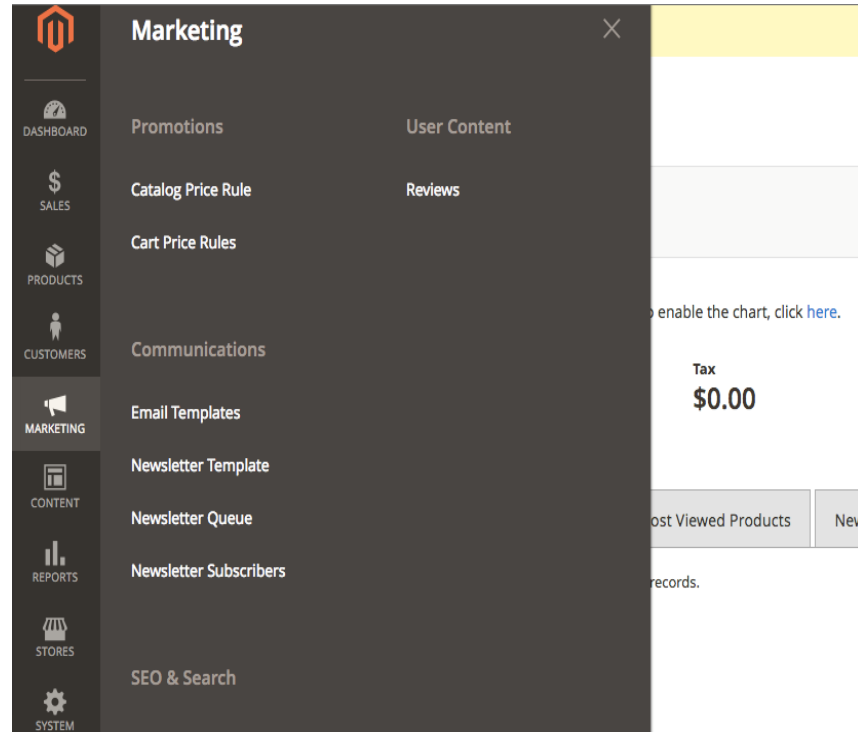 DASHBOARD
SALES
PRODUCTS
CUSTOMERS
MARKETING
CONTENT
REPORTS
STORES
SYSTEM
Marketing
Promotions
Catalog Price Rule
Cart Price Rules
Communications
Email Templates
Newsletter Template
Newsletter Queue
Newsletter Subscribers
SEO & Search
User Content
Reviews
enable the chart, click here.
Tax
$0.00
ost Viewed Products
New
records.